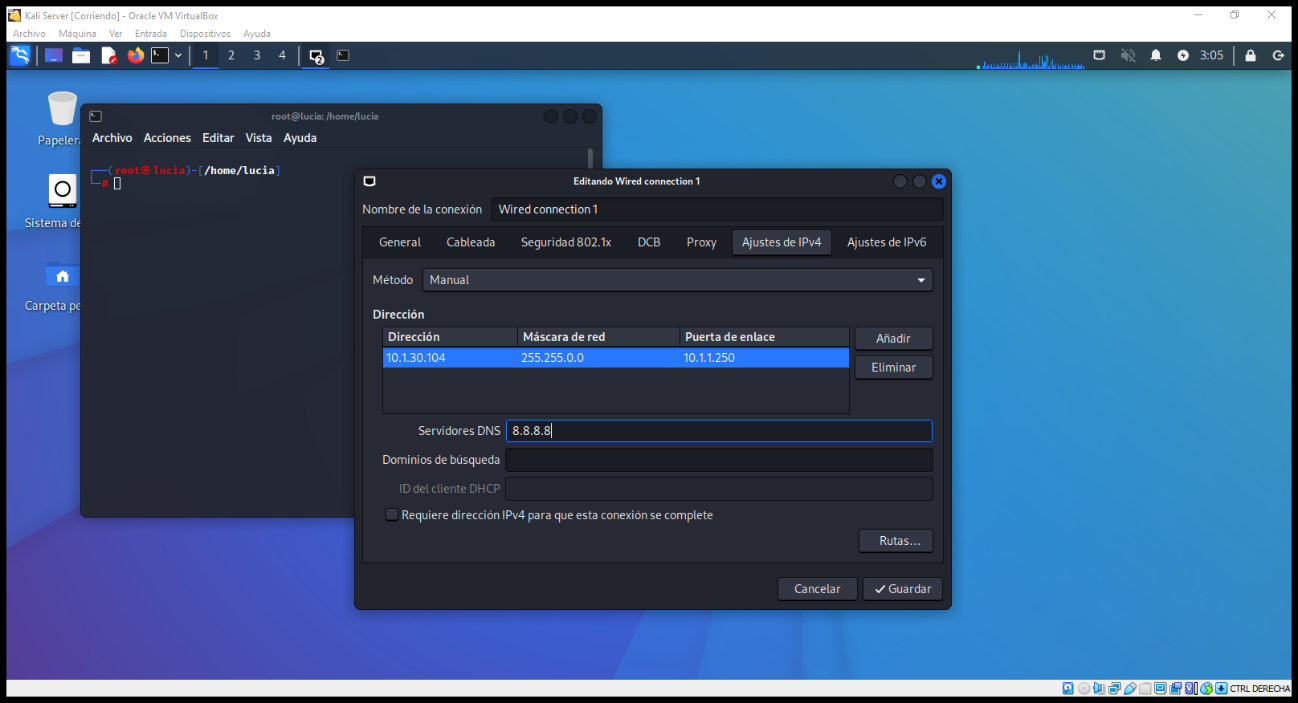 Kali Server [Corriendo] - Oracle VM VirtualBox
Archivo Máquina Ver Entrada Dispositivos Ayuda
1 2 3 4 2 3:05
Papelera
Sistema de
Carpeta pe
root@lucia: /home/lucia
Archivo Acciones Editar Vista Ayuda
(root㉿lucia)-[/home/lucia]
#
Editando Wired connection 1
Nombre de la conexión Wired connection 1
General Cableada Seguridad 802.1x DCB Proxy Ajustes de IPv4 Ajustes de IPv6
Método Manual
Dirección
Dirección Máscara de red Puerta de enlace Añadir
10.1.30.104 255.255.0.0 10.1.1.250
Eliminar
Servidores DNS 8.8.8.8
Dominios de búsqueda
ID del cliente DHCP
Requiere dirección IPv4 para que esta conexión se complete
Rutas...
Cancelar Guardar
CTRL DERECHA